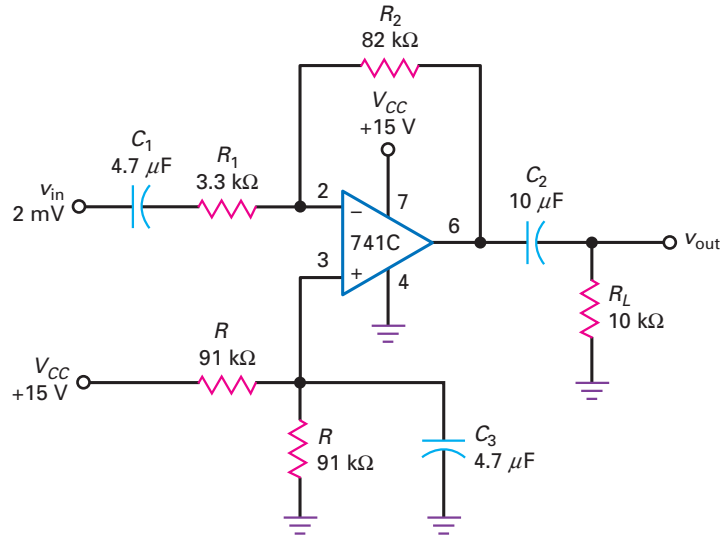 R2
82 kΩ
VCC
+15 V
C1
4.7 μF
R1
3.3 kΩ
C2
10 μF
vin
2 mV
2
−
7
741C
6
vout
3
+
4
RL
10 kΩ
R
91 kΩ
VCC
+15 V
R
91 kΩ
C3
4.7 μF